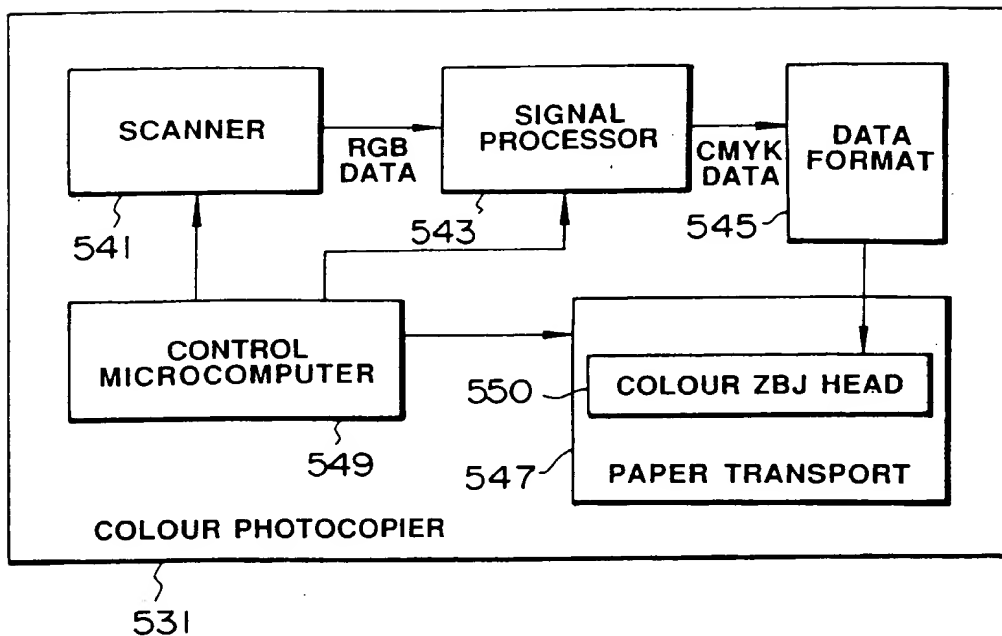 SCANNER
541
RGB
DATA
SIGNAL
PROCESSOR
543
CMYK
DATA
DATA
FORMAT
545
CONTROL
MICROCOMPUTER
549
550
COLOUR ZBJ HEAD
547
PAPER TRANSPORT
COLOUR PHOTOCOPIER
531